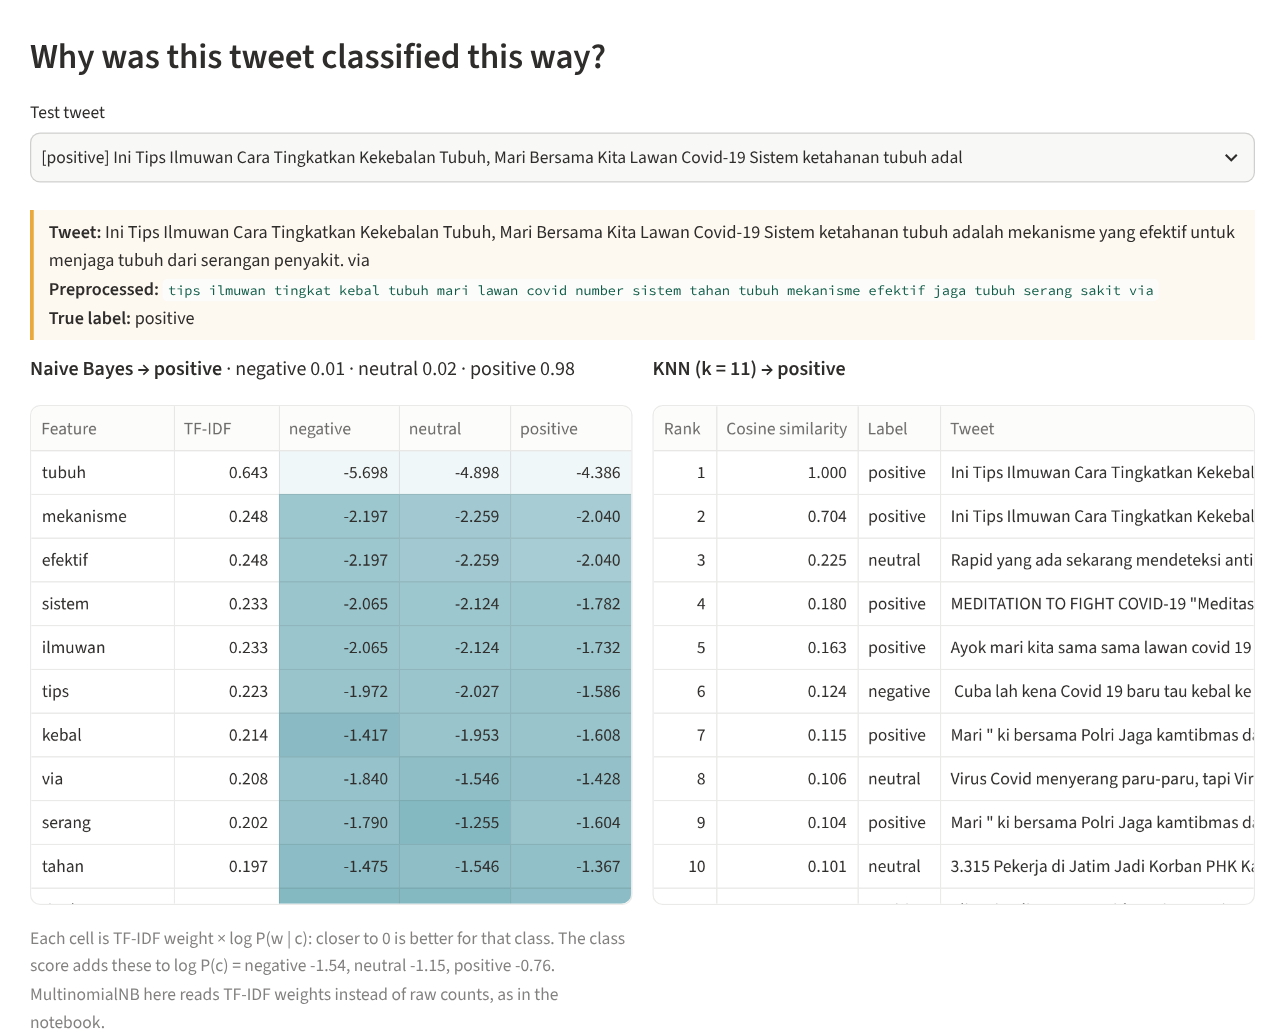 Why was this tweet classified this way?
Test tweet
[positive] Ini Tips Ilmuwan Cara Tingkatkan Kekebalan Tubuh, Mari Bersama Kita Lawan Covid-19 Sistem ketahanan tubuh adal
Tweet: Ini Tips Ilmuwan Cara Tingkatkan Kekebalan Tubuh, Mari Bersama Kita Lawan Covid-19 Sistem ketahanan tubuh adalah mekanisme yang efektif untuk
menjaga tubuh dari serangan penyakit. via
Preprocessed: tips ilmuwan tingkat kebal tubuh mari lawan covid number sistem tahan tubuh mekanisme efektif jaga tubuh serang sakit via
True label: positive
Naive Bayes → positive · negative 0.01 · neutral 0.02 · positive 0.98
Feature TF-IDF negative neutral positive
tubuh 0.643 -5.698 -4.898 -4.386
mekanisme 0.248 -2.197 -2.259 -2.040
efektif 0.248 -2.197 -2.259 -2.040
sistem 0.233 -2.065 -2.124 -1.782
ilmuwan 0.233 -2.065 -2.124 -1.732
tips 0.223 -1.972 -2.027 -1.586
kebal 0.214 -1.417 -1.953 -1.608
via 0.208 -1.840 -1.546 -1.428
serang 0.202 -1.790 -1.255 -1.604
tahan 0.197 -1.475 -1.546 -1.367
Each cell is TF-IDF weight × log P(w | c): closer to 0 is better for that class. The class
score adds these to log P(c) = negative -1.54, neutral -1.15, positive -0.76.
MultinomialNB here reads TF-IDF weights instead of raw counts, as in the
notebook.
KNN (k = 11) → positive
Rank Cosine similarity Label Tweet
1 1.000 positive Ini Tips Ilmuwan Cara Tingkatkan Kekebal
2 0.704 positive Ini Tips Ilmuwan Cara Tingkatkan Kekebal
3 0.225 neutral Rapid yang ada sekarang mendeteksi anti
4 0.180 positive MEDITATION TO FIGHT COVID-19 "Meditas
5 0.163 positive Ayok mari kita sama sama lawan covid 19
6 0.124 negative Cuba lah kena Covid 19 baru tau kebal ke
7 0.115 positive Mari " ki bersama Polri Jaga kamtibmas da
8 0.106 neutral Virus Covid menyerang paru-paru, tapi Vir
9 0.104 positive Mari " ki bersama Polri Jaga kamtibmas da
10 0.101 neutral 3.315 Pekerja di Jatim Jadi Korban PHK Ka